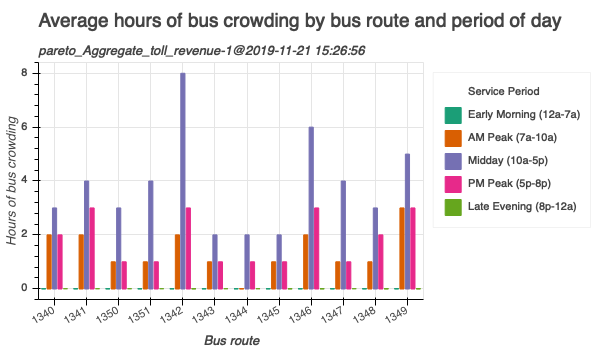 Average hours of bus crowding by bus route and period of day
pareto_Aggregate_toll_revenue-1@2019-11-21 15:26:56
Hours of bus crowding
8
6
4
2
0
1340
1341
1350
1351
1342
1343
1344
1345
1346
1347
1348
1349
Bus route
Service Period
Early Morning (12a-7a)
AM Peak (7a-10a)
Midday (10a-5p)
PM Peak (5p-8p)
Late Evening (8p-12a)